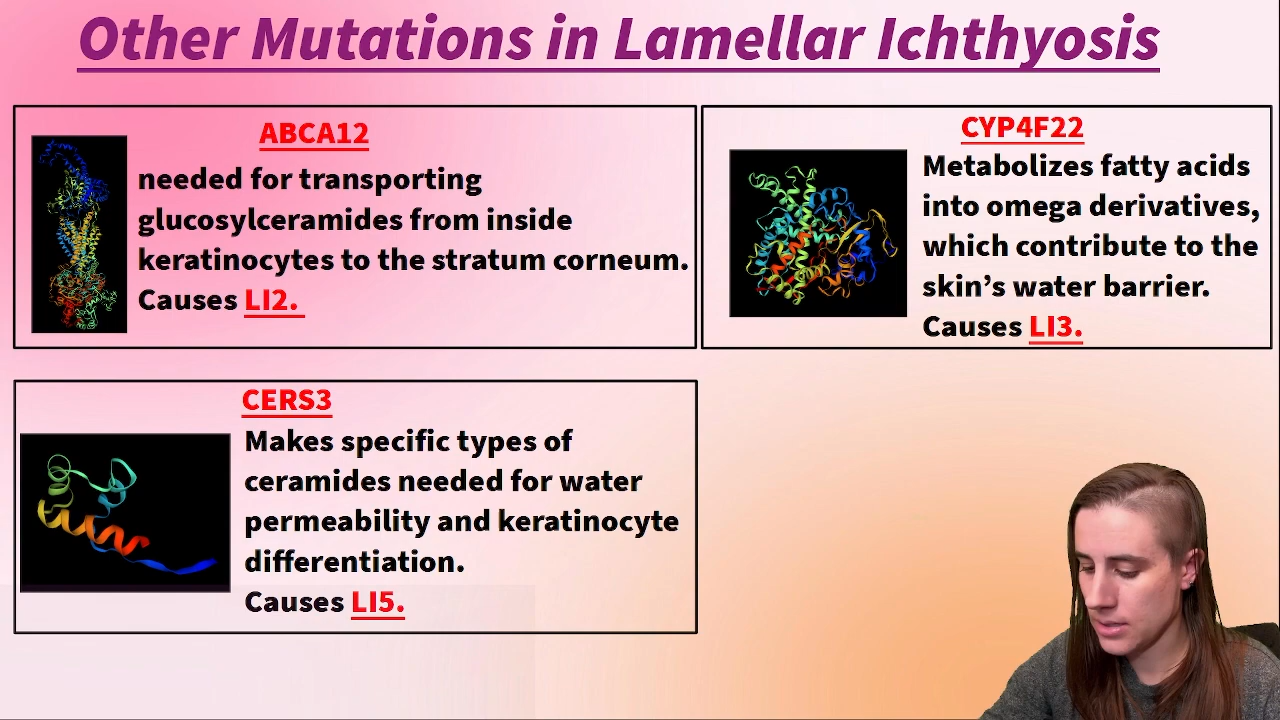 Other Mutations in Lamellar Ichthyosis
ABCA12
needed for transporting
glucosylceramides from inside
keratinocytes to the stratum corneum.
Causes LI2.
CYP4F22
Metabolizes fatty acids
into omega derivatives,
which contribute to the
skin’s water barrier.
Causes LI3.
CERS3
Makes specific types of
ceramides needed for water
permeability and keratinocyte
differentiation.
Causes LI5.